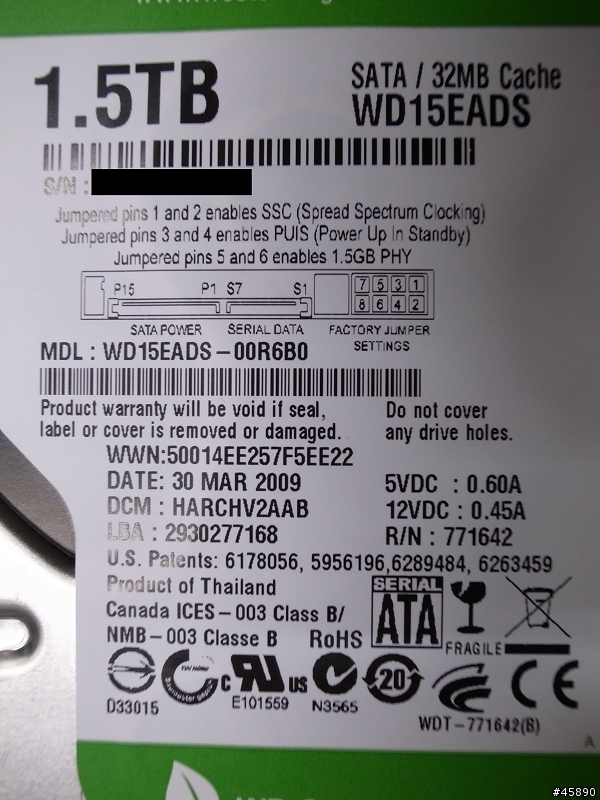 1.5TB
SATA / 32MB Cache
WD15EADS
S/N :
Jumpered pins 1 and 2 enables SSC (Spread Spectrum Clocking)
Jumpered pins 3 and 4 enables PUIS (Power Up In Standby)
Jumpered pins 5 and 6 enables 1.5GB PHY
P15 P1 S7 S1 7 5 3 1
8 6 4 2
SATA POWER SERIAL DATA FACTORY JUMPER
SETTINGS
MDL : WD15EADS-00R6B0
Product warranty will be void if seal,
label or cover is removed or damaged.
Do not cover
any drive holes.
WWN:50014EE257F5EE22
DATE: 30 MAR 2009
DCM : HARCHV2AAB
LBA : 2930277168
5VDC : 0.60A
12VDC : 0.45A
R/N : 771642
U.S. Patents: 6178056, 5956196,6289484, 6263459
Product of Thailand
Canada ICES-003 Class B/
NMB-003 Classe B RoHS
SERIAL
ATA
FRAGILE
D33015
c RU us
E101559
N3565
20
CE
WDT-771642(B)
A
#45890